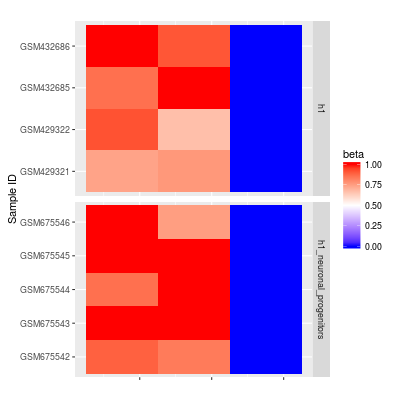 Sample ID
GSM432686
GSM432685
GSM429322
GSM429321
h1
GSM675546
GSM675545
GSM675544
GSM675543
GSM675542
h1_neuronal_progenitors
beta
1.00
0.75
0.50
0.25
0.00